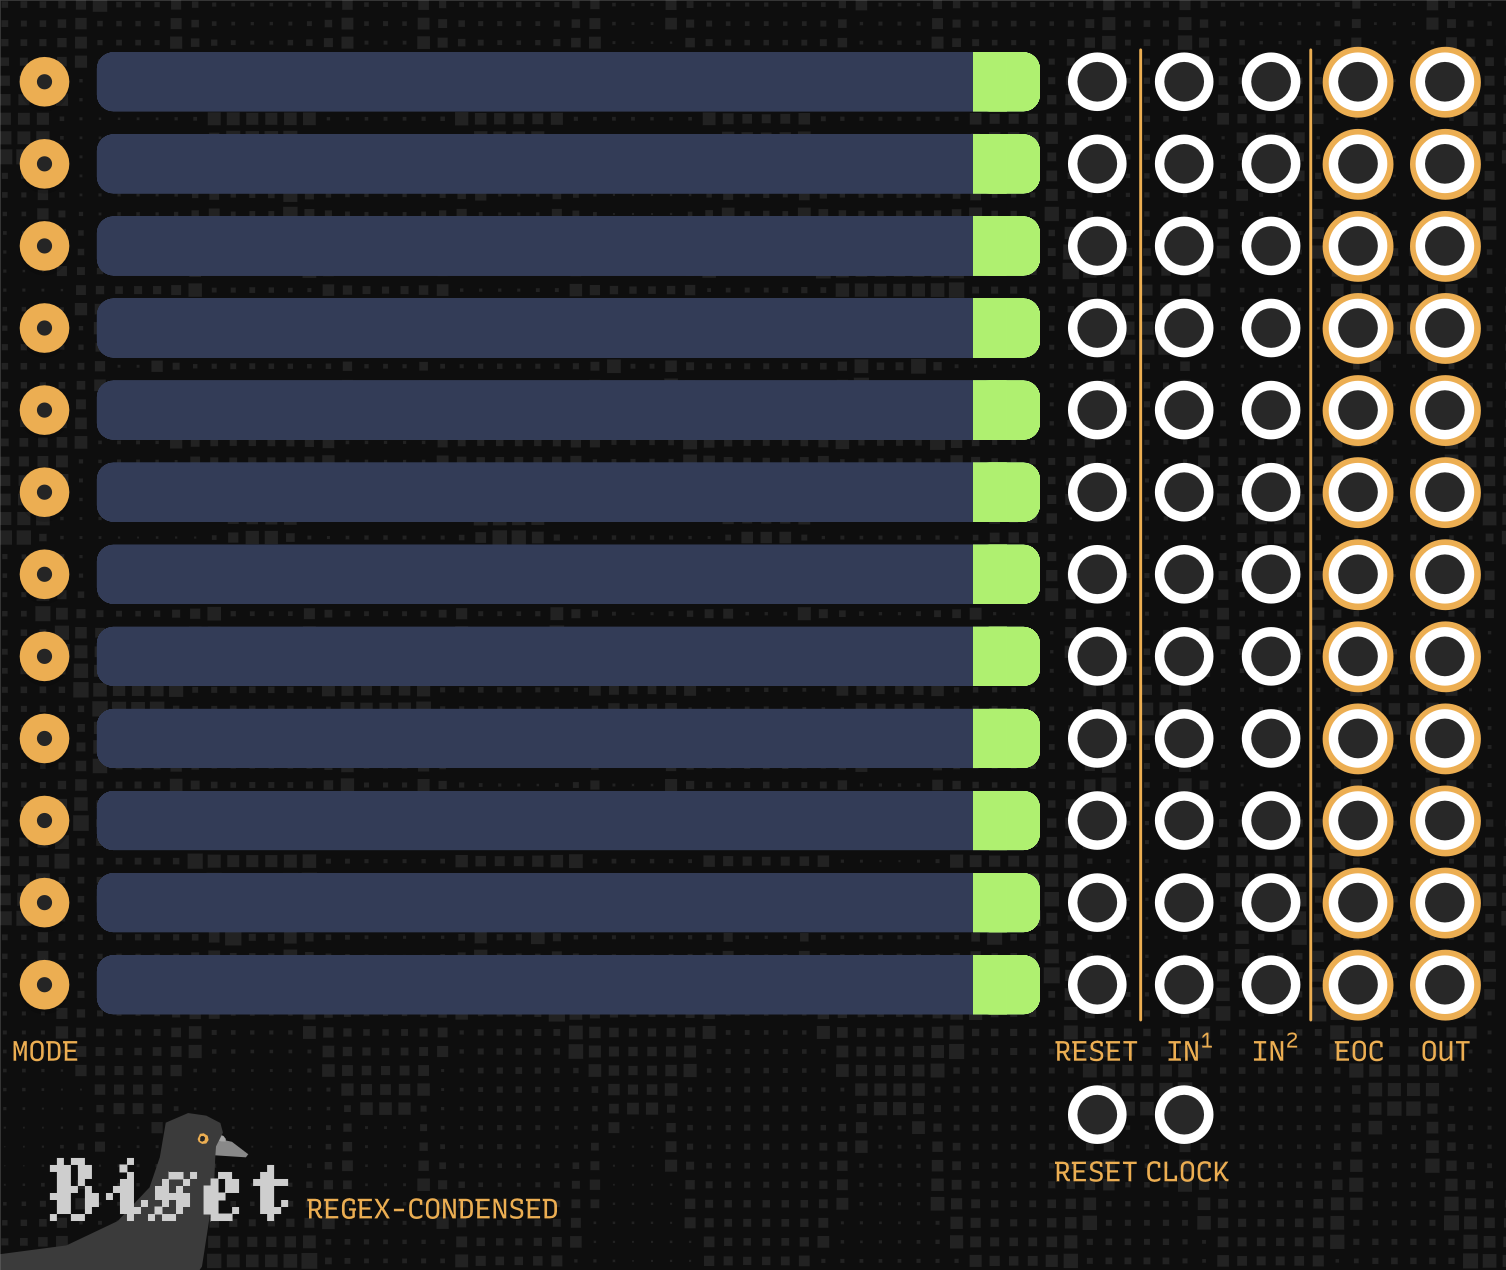 MODE RESET IN¹ IN² EOC OUT
RESET CLOCK
Biset REGEX-CONDENSED